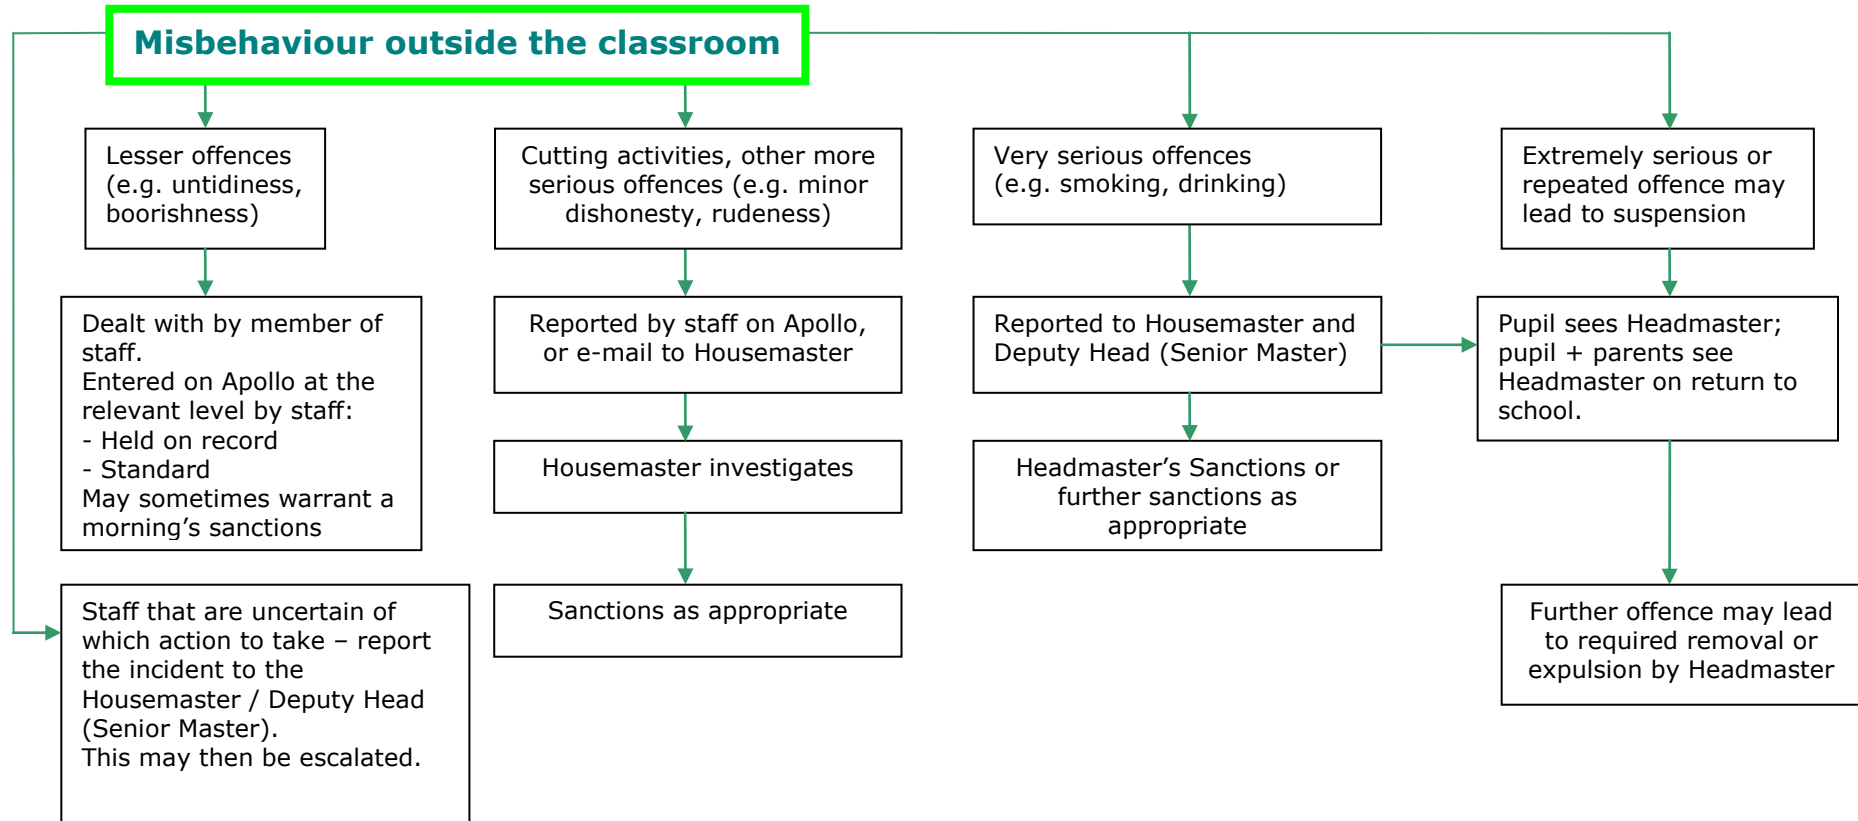 Misbehaviour outside the classroom
Lesser offences
(e.g. untidiness,
boorishness)
Cutting activities, other more
serious offences (e.g. minor
dishonesty, rudeness)
Very serious offences
(e.g. smoking, drinking)
Extremely serious or
repeated offence may
lead to suspension
Dealt with by member of
staff.
Entered on Apollo at the
relevant level by staff:
- Held on record
- Standard
May sometimes warrant a
morning’s sanctions
Reported by staff on Apollo,
or e-mail to Housemaster
Reported to Housemaster and
Deputy Head (Senior Master)
Pupil sees Headmaster;
pupil + parents see
Headmaster on return to
school.
Housemaster investigates
Headmaster’s Sanctions or
further sanctions as
appropriate
Staff that are uncertain of
which action to take – report
the incident to the
Housemaster / Deputy Head
(Senior Master).
This may then be escalated.
Sanctions as appropriate
Further offence may lead
to required removal or
expulsion by Headmaster